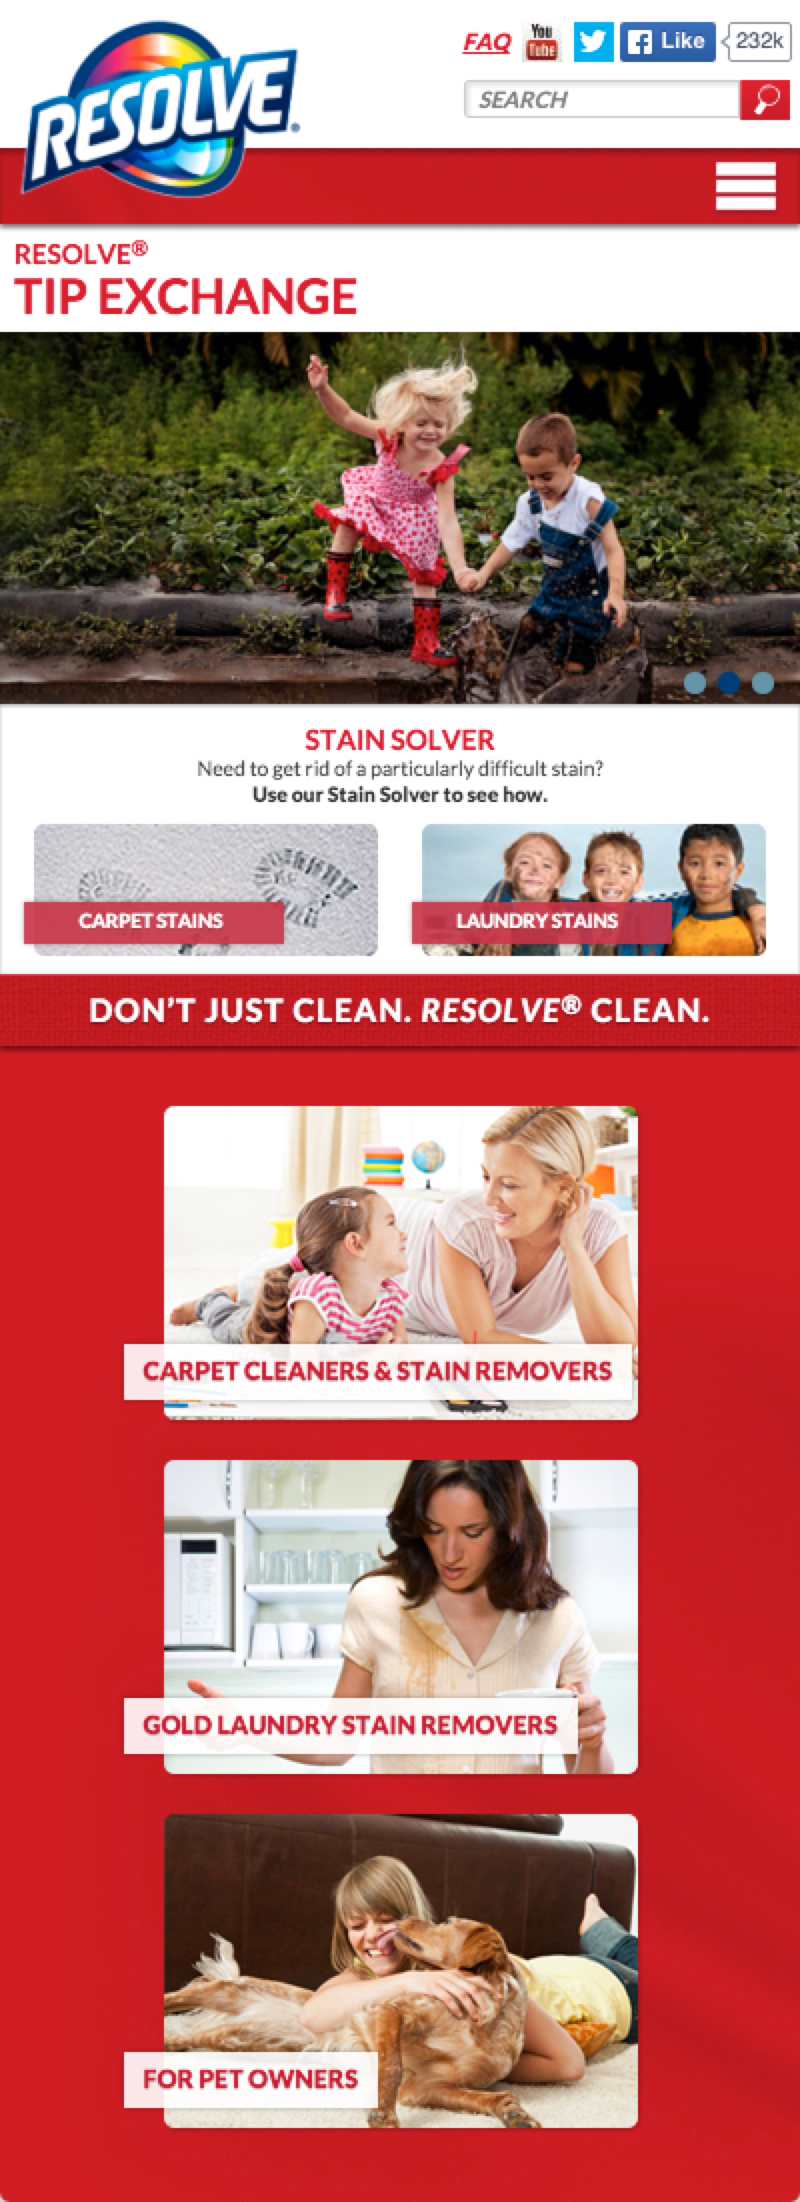 RESOLVE®
FAQ
You
Tube
Like
232k
SEARCH
RESOLVE®
TIP EXCHANGE
STAIN SOLVER
Need to get rid of a particularly difficult stain?
Use our Stain Solver to see how.
CARPET STAINS
LAUNDRY STAINS
DON'T JUST CLEAN. RESOLVE® CLEAN.
CARPET CLEANERS & STAIN REMOVERS
GOLD LAUNDRY STAIN REMOVERS
FOR PET OWNERS